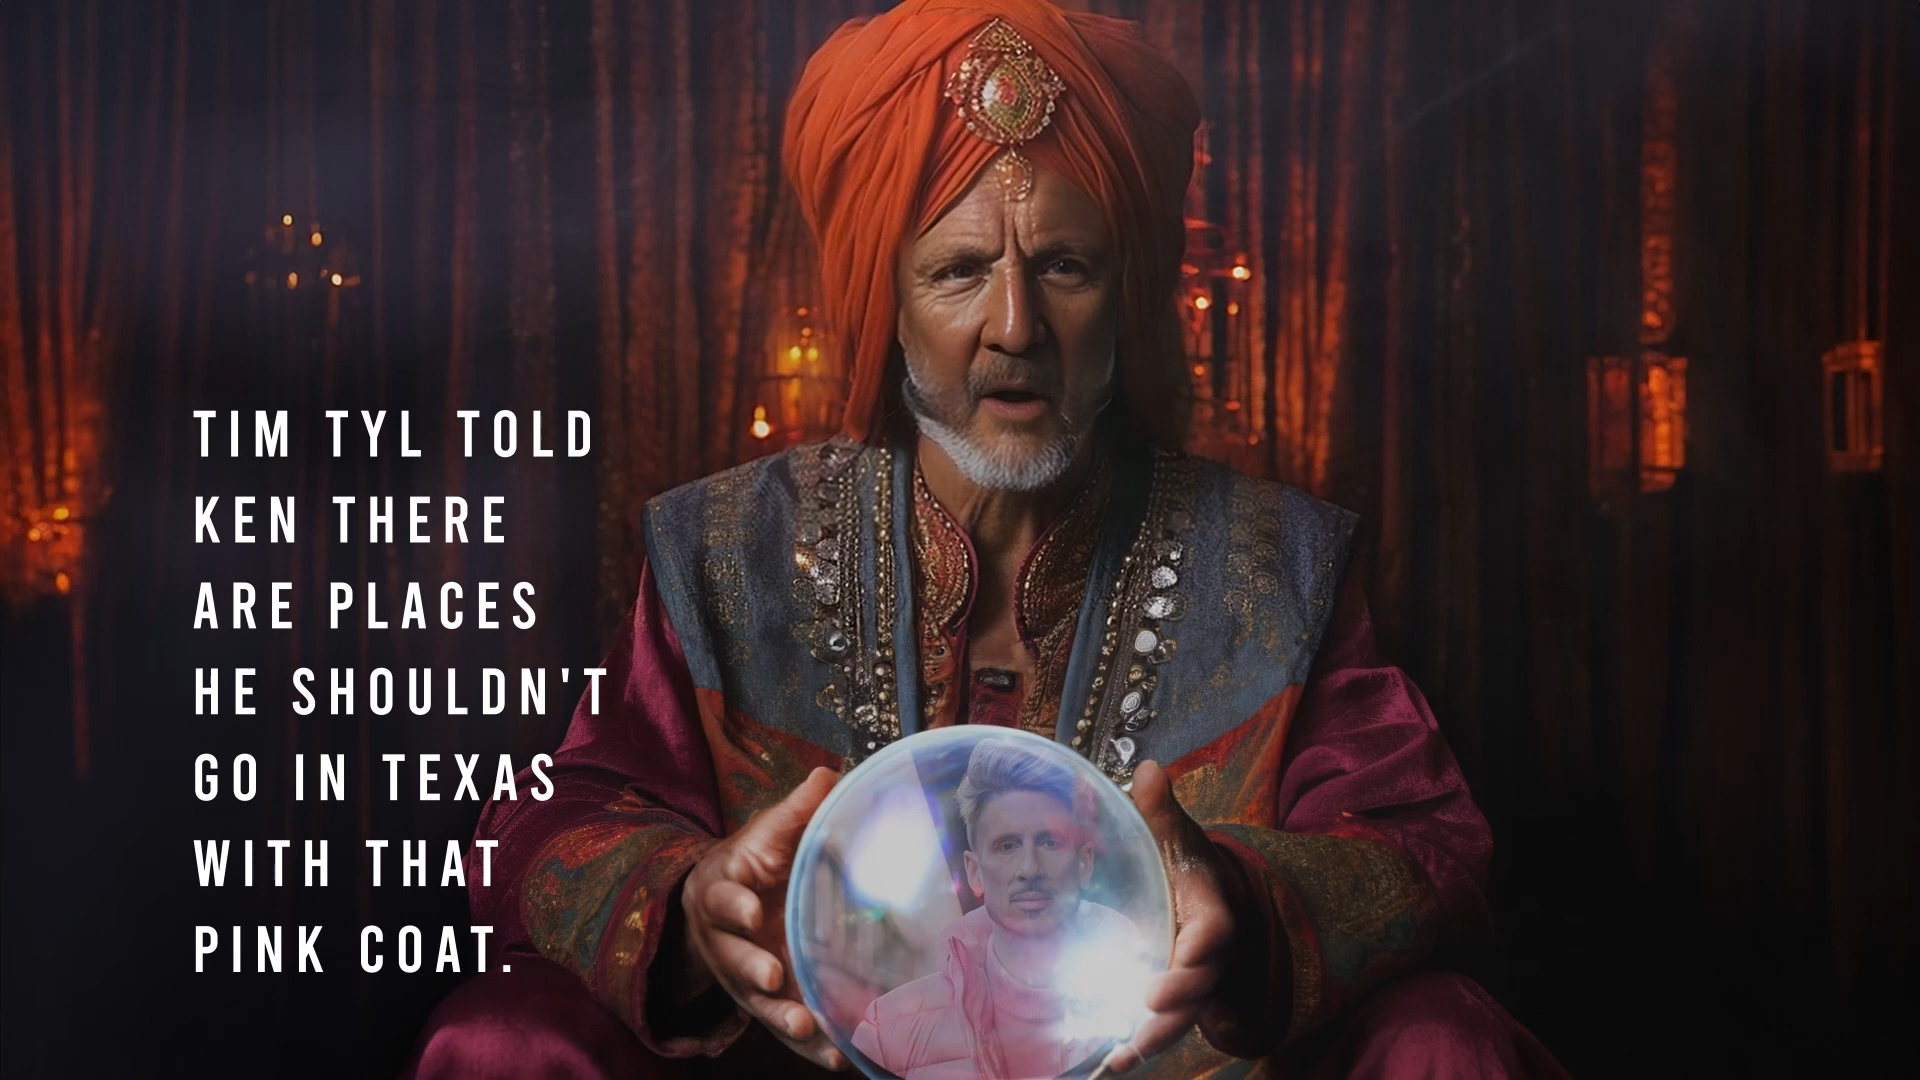 TIM TYL TOLD
KEN THERE
ARE PLACES
HE SHOULDN'T
GO IN TEXAS
WITH THAT
PINK COAT.